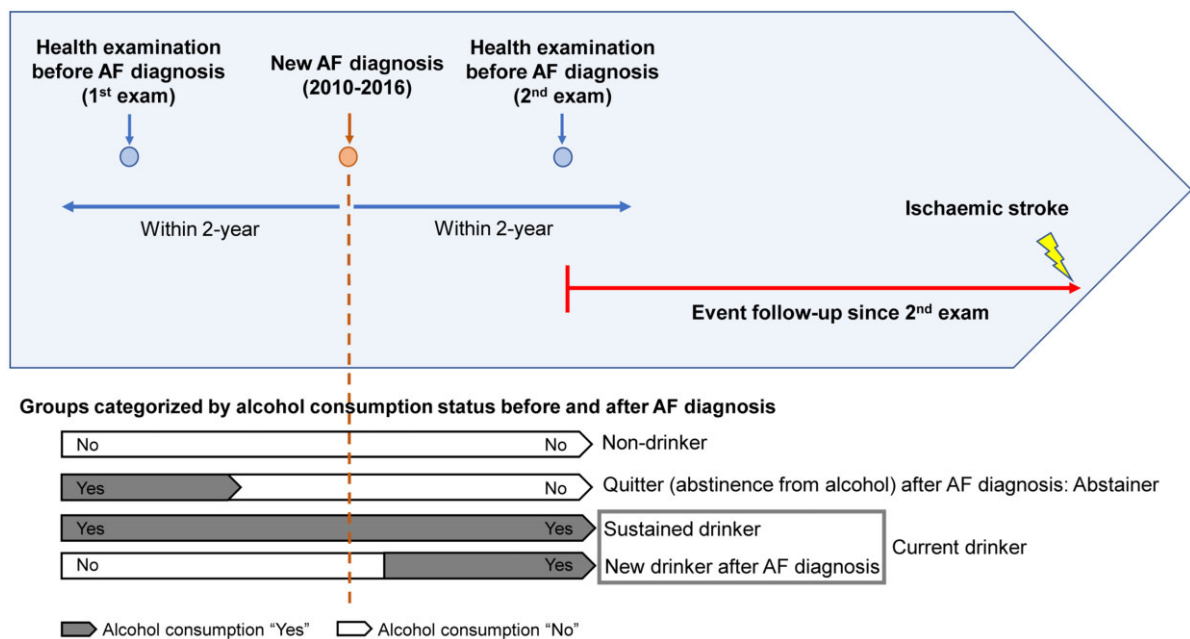 Health examination
before AF diagnosis
(1st exam)
New AF diagnosis
(2010-2016)
Health examination
before AF diagnosis
(2nd exam)
Within 2-year
Within 2-year
Ischaemic stroke
Event follow-up since 2nd exam
Groups categorized by alcohol consumption status before and after AF diagnosis
No No Non-drinker
Yes No Quitter (abstinence from alcohol) after AF diagnosis: Abstainer
Yes Yes Sustained drinker
Current drinker
No Yes New drinker after AF diagnosis
Alcohol consumption "Yes" Alcohol consumption "No"